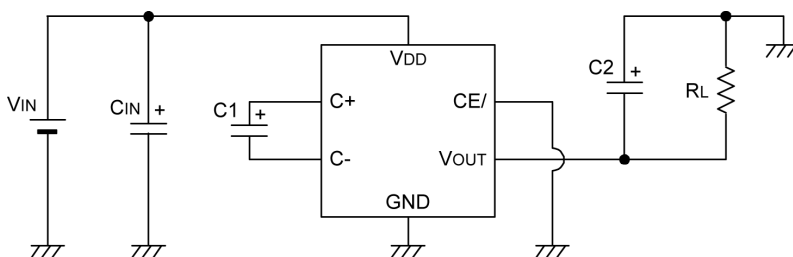 VIN
CIN
+
C1
+
VDD
C+
C-
GND
CE/
VOUT
C2
+
RL